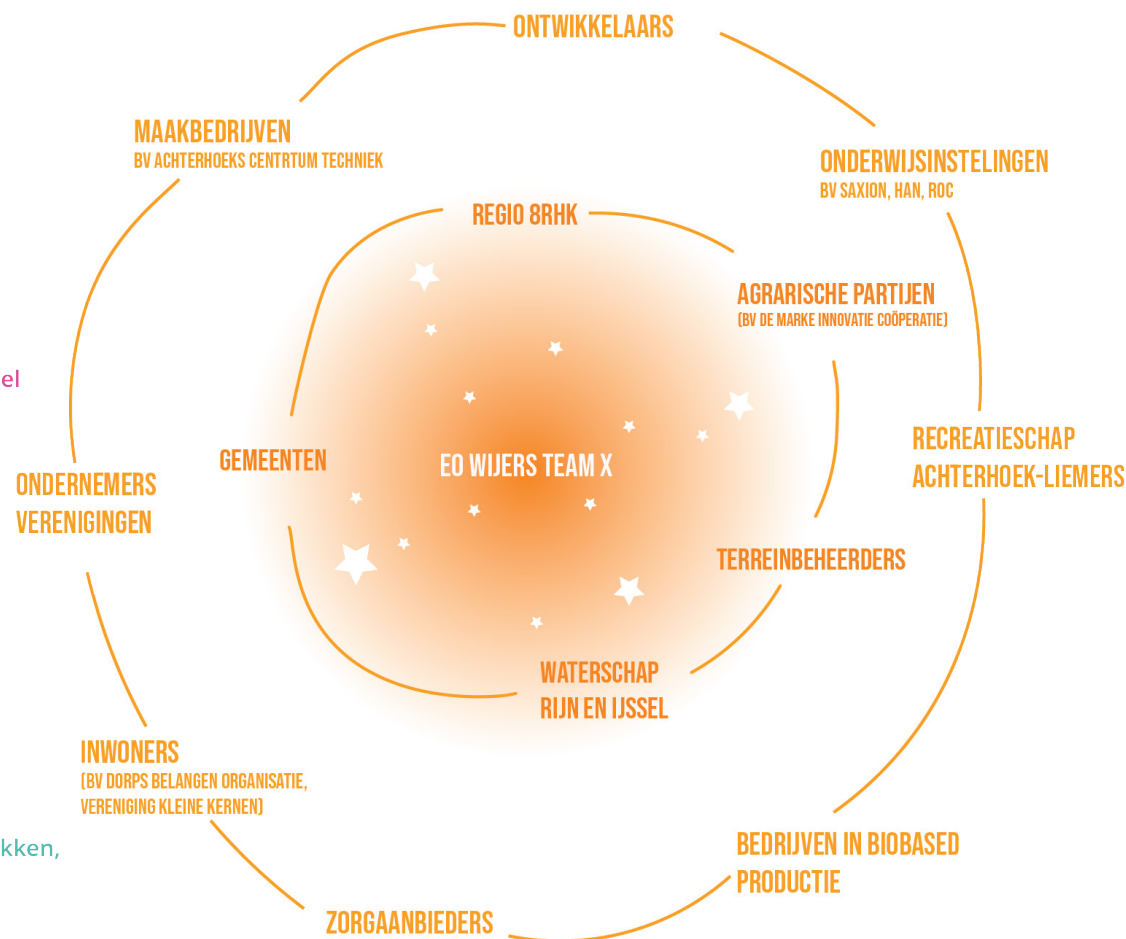 ONTWIKKELAARS
MAAKBEDRIJVEN
BV ACHTERHOEKS CENTRTUM TECHNIEK
ONDERWIJSINSTELINGEN
BV SAXION, HAN, ROC
REGIO 8RHK
AGRARISCHE PARTIJEN
(BV DE MARKE INNOVATIE COÖPERATIE)
el
RECREATIESCHAP
ACHTERHOEK-LIEMERS
GEMEENTEN
EO WIJERS TEAM X
ONDERNEMERS
VERENIGINGEN
TERREINBEHEERDERS
WATERSCHAP
RIJN EN IJSSEL
INWONERS
(BV DORPS BELANGEN ORGANISATIE,
VERENIGING KLEINE KERNEN)
kken,
BEDRIJVEN IN BIOBASED
PRODUCTIE
ZORGAANBIEDERS